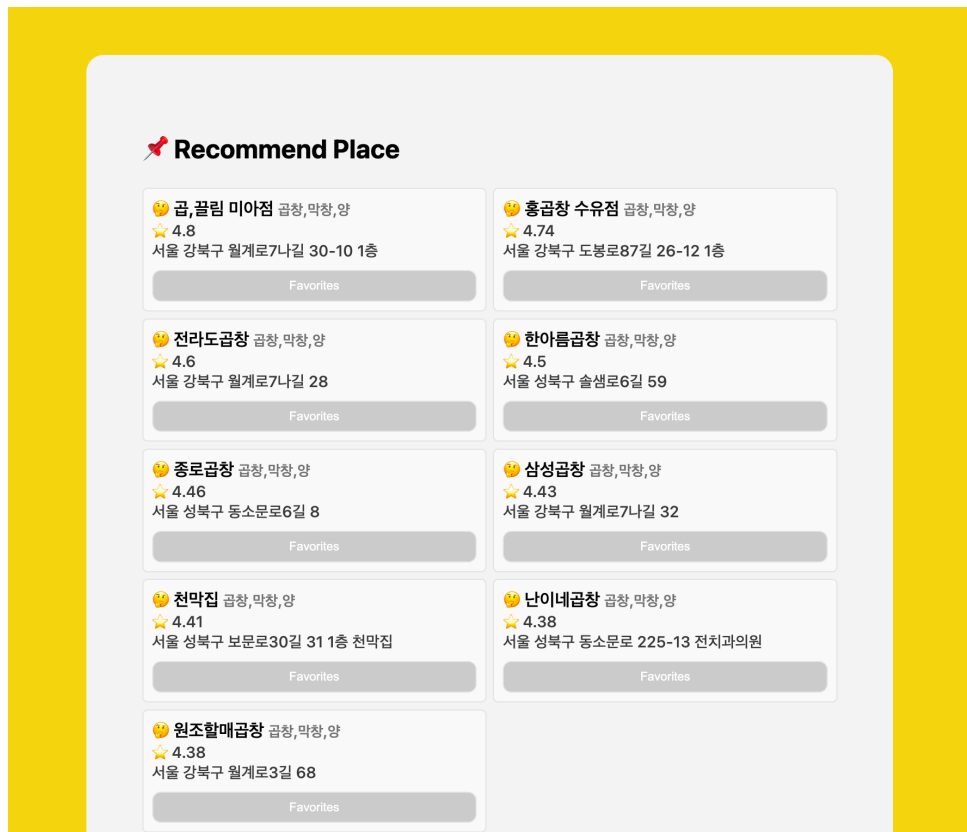 📌 Recommend Place
🤔 곱,끌림 미아점 곱창,막창,양
⭐ 4.8
서울 강북구 월계로7나길 30-10 1층
Favorites
🤔 홍곱창 수유점 곱창,막창,양
⭐ 4.74
서울 강북구 도봉로87길 26-12 1층
Favorites
🤔 전라도곱창 곱창,막창,양
⭐ 4.6
서울 강북구 월계로7나길 28
Favorites
🤔 한아름곱창 곱창,막창,양
⭐ 4.5
서울 성북구 솔샘로6길 59
Favorites
🤔 종로곱창 곱창,막창,양
⭐ 4.46
서울 성북구 동소문로6길 8
Favorites
🤔 삼성곱창 곱창,막창,양
⭐ 4.43
서울 강북구 월계로7나길 32
Favorites
🤔 천막집 곱창,막창,양
⭐ 4.41
서울 성북구 보문로30길 31 1층 천막집
Favorites
🤔 난이네곱창 곱창,막창,양
⭐ 4.38
서울 성북구 동소문로 225-13 전치과의원
Favorites
🤔 원조할매곱창 곱창,막창,양
⭐ 4.38
서울 강북구 월계로3길 68
Favorites